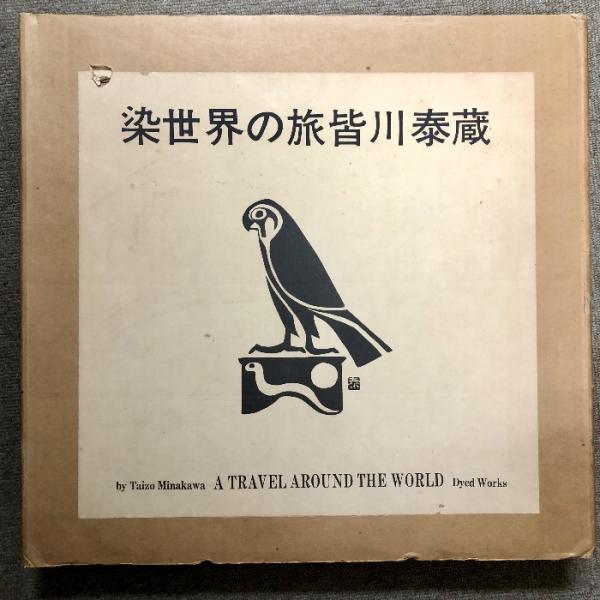 染世界の旅皆川泰蔵
by Taizo Minakawa A TRAVEL AROUND THE WORLD Dyed Works